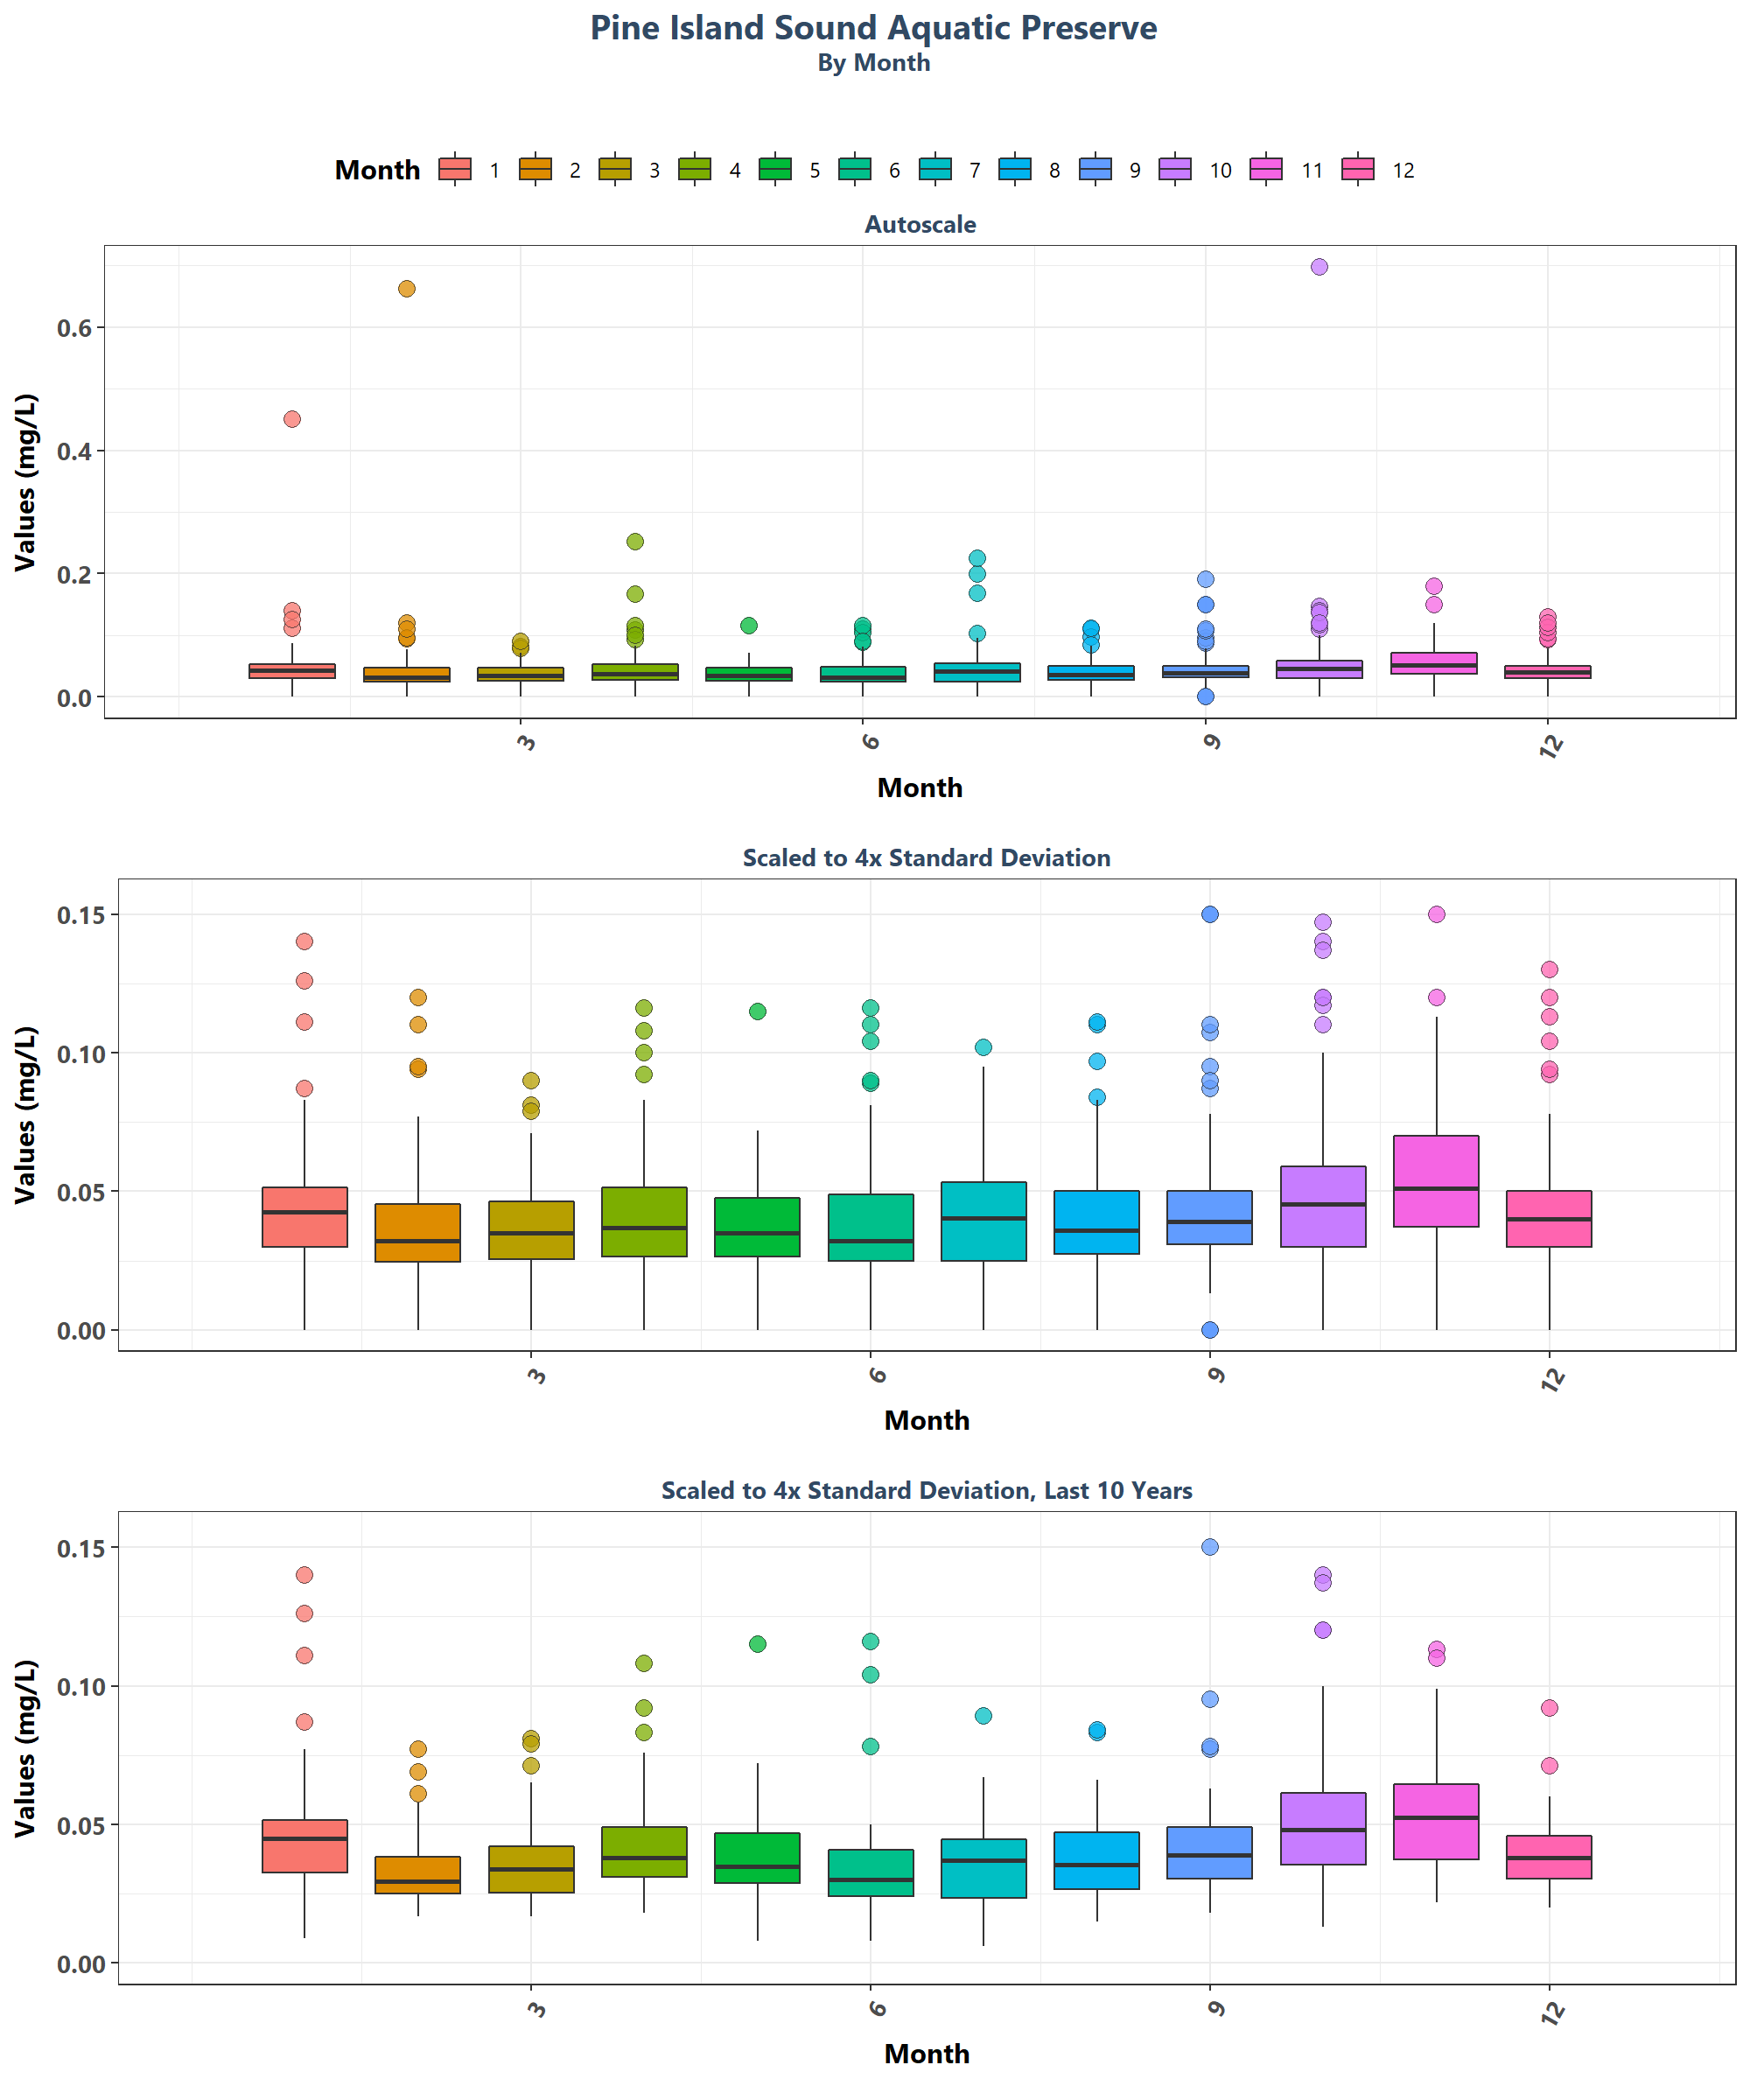 Pine Island Sound Aquatic Preserve
By Month
Month 1 2 3 4 5 6 7 8 9 10 11 12
Autoscale
Values (mg/L)
0.6
0.4
0.2
0.0
3 6 9 12
Month
Scaled to 4x Standard Deviation
Values (mg/L)
0.15
0.10
0.05
0.00
3 6 9 12
Month
Scaled to 4x Standard Deviation, Last 10 Years
Values (mg/L)
0.15
0.10
0.05
0.00
3 6 9 12
Month